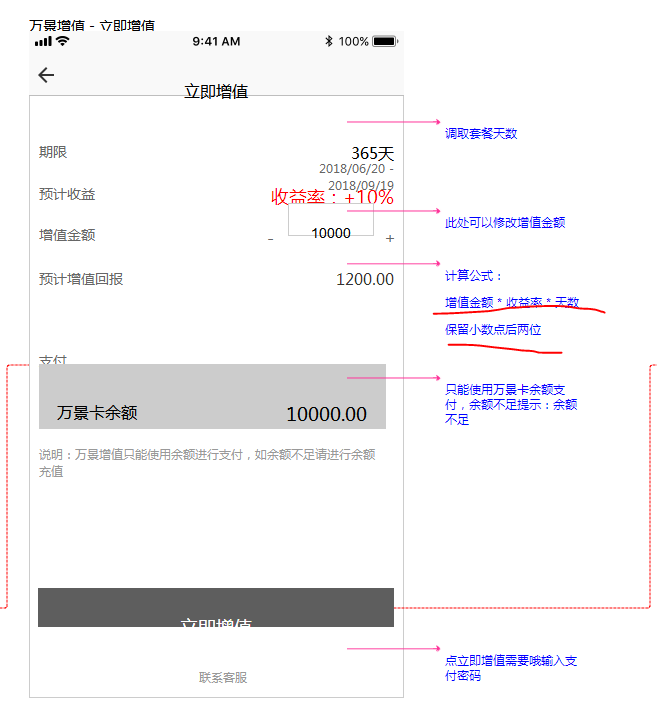 万景增值 - 立即增值
9:41 AM
100%
立即增值
调取套餐天数
期限
365天
2018/06/20 -
2018/09/19
预计收益
收益率：+10%
此处可以修改增值金额
增值金额
-
10000
+
计算公式：
预计增值回报
1200.00
增值金额 * 收益率 * 天数
保留小数点后两位
支付
只能使用万景卡余额支
付，余额不足提示：余额
不足
万景卡余额
10000.00
说明：万景增值只能使用余额进行支付，如余额不足请进行余额
充值
立即增值
点立即增值需要哦输入支
付密码
联系客服